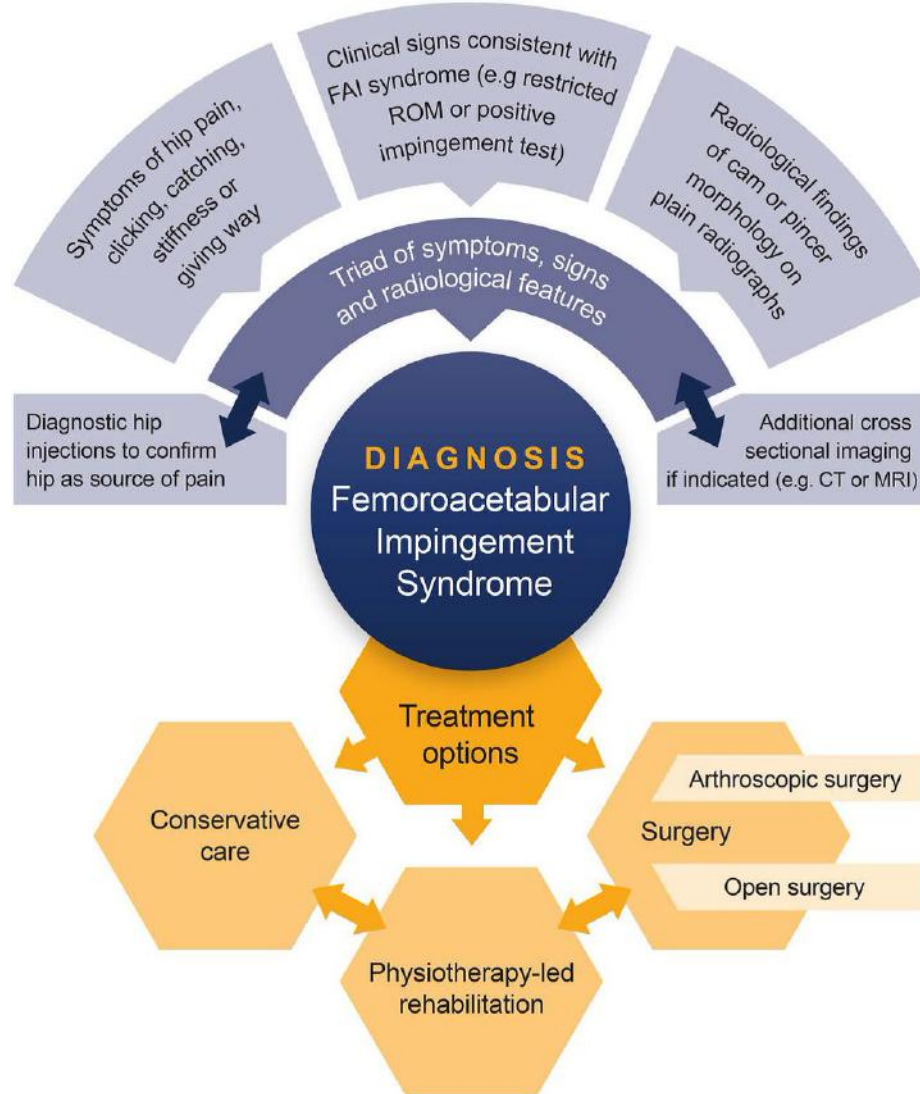 Symptoms of hip pain,
clicking, catching,
stiffness or
giving way
Clinical signs consistent with
FAI syndrome (e.g restricted
ROM or positive
impingement test)
Radiological findings
of cam or pincer
morphology on
plain radiographs
Triad of symptoms, signs
and radiological features
Diagnostic hip
injections to confirm
hip as source of pain
Additional cross
sectional imaging
if indicated (e.g. CT or MRI)
DIAGNOSIS
Femoroacetabular
Impingement
Syndrome
Treatment
options
Conservative
care
Arthroscopic surgery
Surgery
Open surgery
Physiotherapy-led
rehabilitation